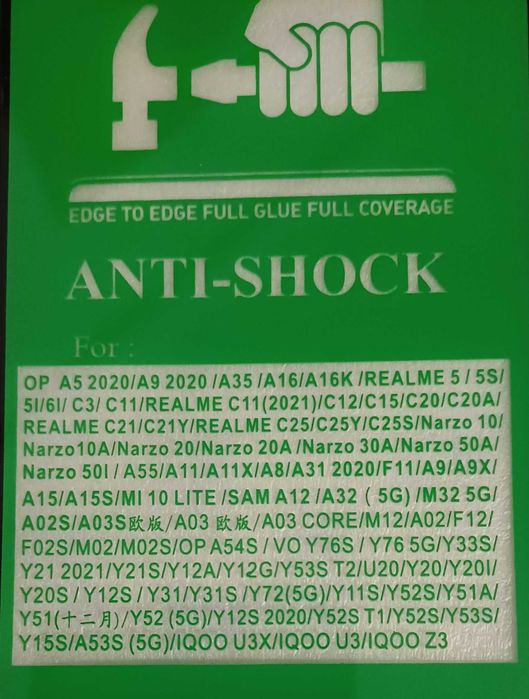 EDGE TO EDGE FULL GLUE FULL COVERAGE
ANTI-SHOCK
For :
OP A5 2020/A9 2020 /A35 /A16/A16K /REALME 5 / 5S/
5I/6I/ C3/ C11/REALME C11(2021)/C12/C15/C20/C20A/
REALME C21/C21Y/REALME C25/C25Y/C25S/Narzo 10/
Narzo10A/ Narzo 20/Narzo 20A /Narzo 30A/Narzo 50A/
Narzo 50I / A55/A11/A11X/A8/A31 2020/F11/A9/A9X/
A15/A15S/MI 10 LITE /SAM A12 /A32 ( 5G) /M32 5G/
A02S/A03S欧版/A03 欧版/A03 CORE/M12/A02/F12/
F02S/M02/M02S/OP A54S / VO Y76S / Y76 5G/Y33S/
Y21 2021/Y21S/Y12A/Y12G/Y53S T2/U20/Y20/Y20I/
Y20S / Y12S / Y31/Y31S /Y72(5G)/Y11S/Y52S/Y51A/
Y51(十二月)/Y52 (5G)/Y12S 2020/Y52S T1/Y52S/Y53S/
Y15S/A53S (5G)/IQOO U3X/IQOO U3/IQOO Z3